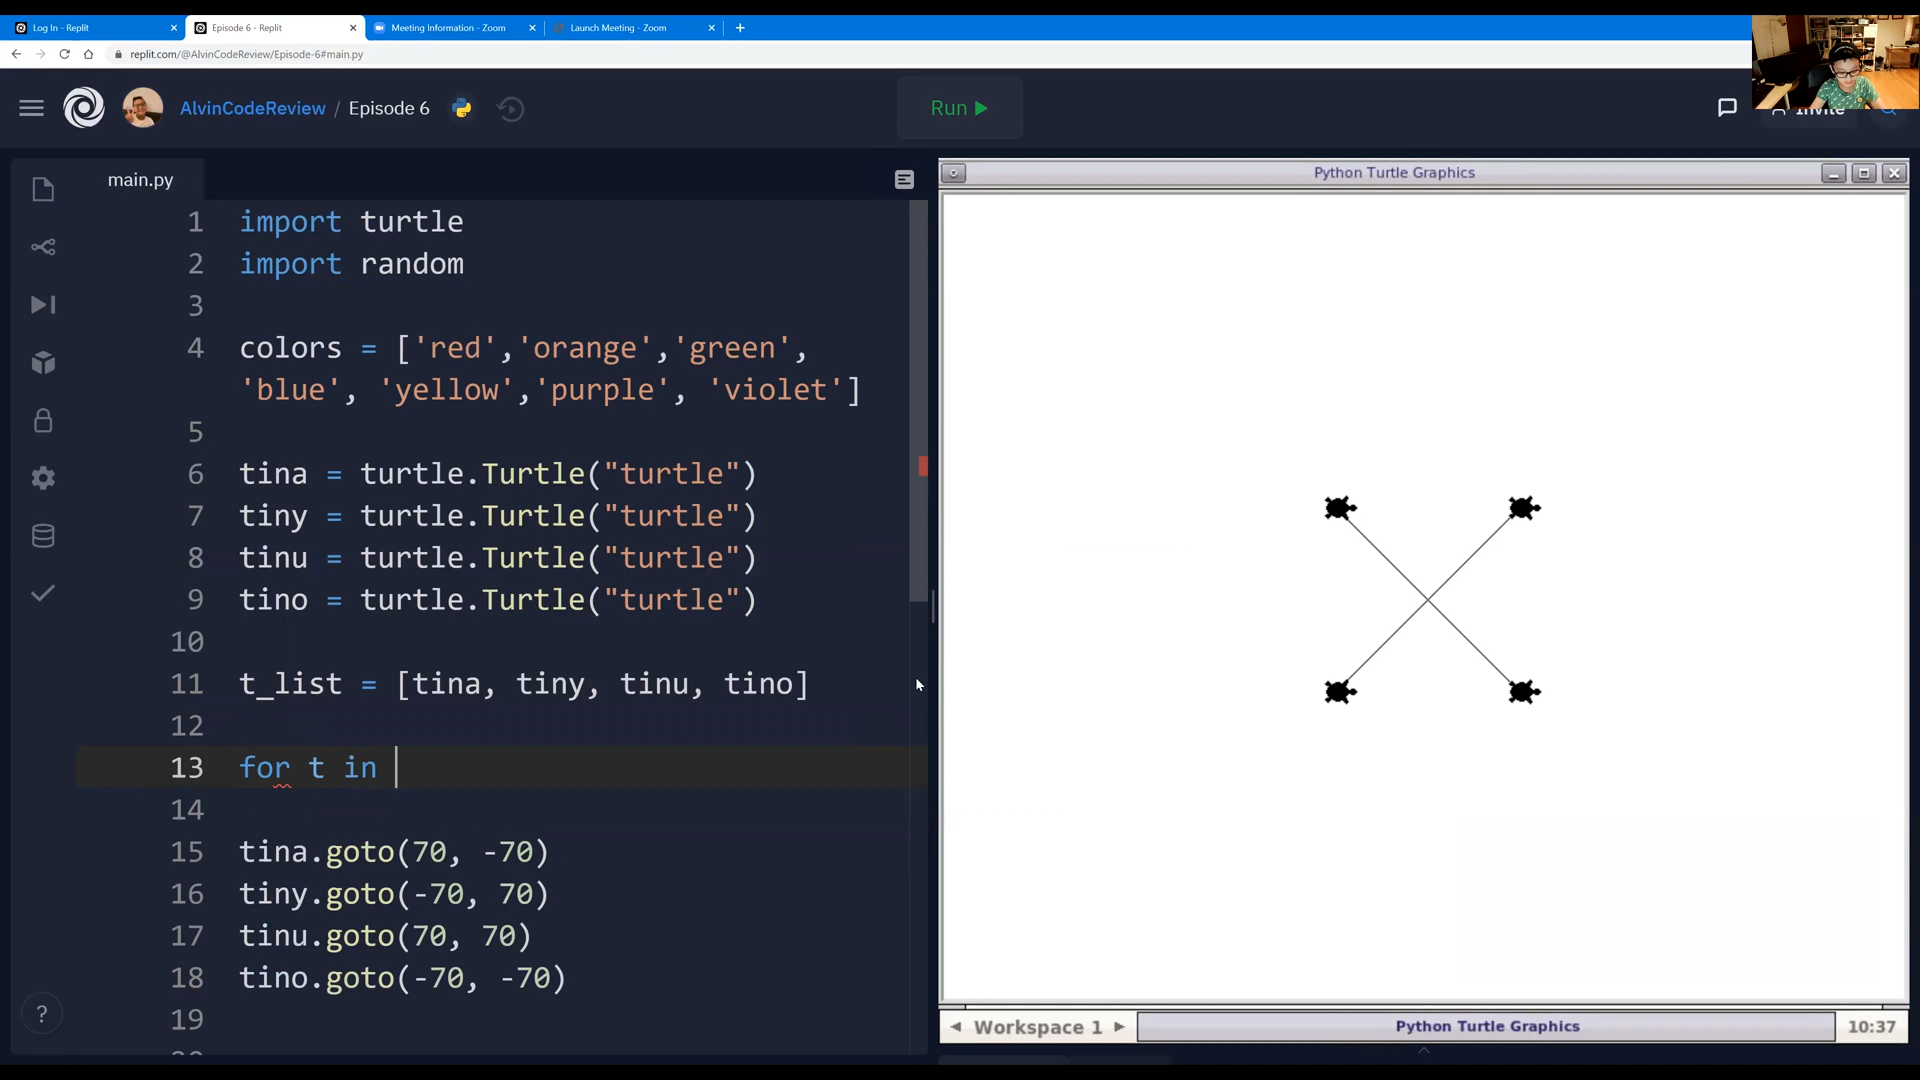 Log In - Replit
Episode 6 - Replit
Meeting Information - Zoom
Launch Meeting - Zoom
replit.com/@AlvinCodeReview/Episode-6#main.py
AlvinCodeReview / Episode 6
Run
Invite
main.py
Python Turtle Graphics
1 import turtle
2 import random
3
4 colors = ['red','orange','green',
'blue', 'yellow','purple', 'violet']
5
6 tina = turtle.Turtle("turtle")
7 tiny = turtle.Turtle("turtle")
8 tinu = turtle.Turtle("turtle")
9 tino = turtle.Turtle("turtle")
10
11 t_list = [tina, tiny, tinu, tino]
12
13 for t in
14
15 tina.goto(70, -70)
16 tiny.goto(-70, 70)
17 tinu.goto(70, 70)
18 tino.goto(-70, -70)
19
?
Workspace 1
Python Turtle Graphics
10:37